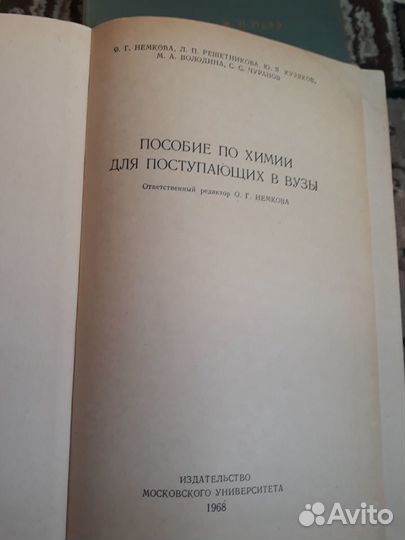 О. Г. НЕМКОВА, Л. П. РЕШЕТНИКОВА, Ю. Я. КУЗЯКОВ,
М. А. ВОЛОДИНА, С. С. ЧУРАНОВ
ПОСОБИЕ ПО ХИМИИ
ДЛЯ ПОСТУПАЮЩИХ В ВУЗЫ
Ответственный редактор О. Г. НЕМКОВА
ИЗДАТЕЛЬСТВО
МОСКОВСКОГО УНИВЕРСИТЕТА
1968
Avito